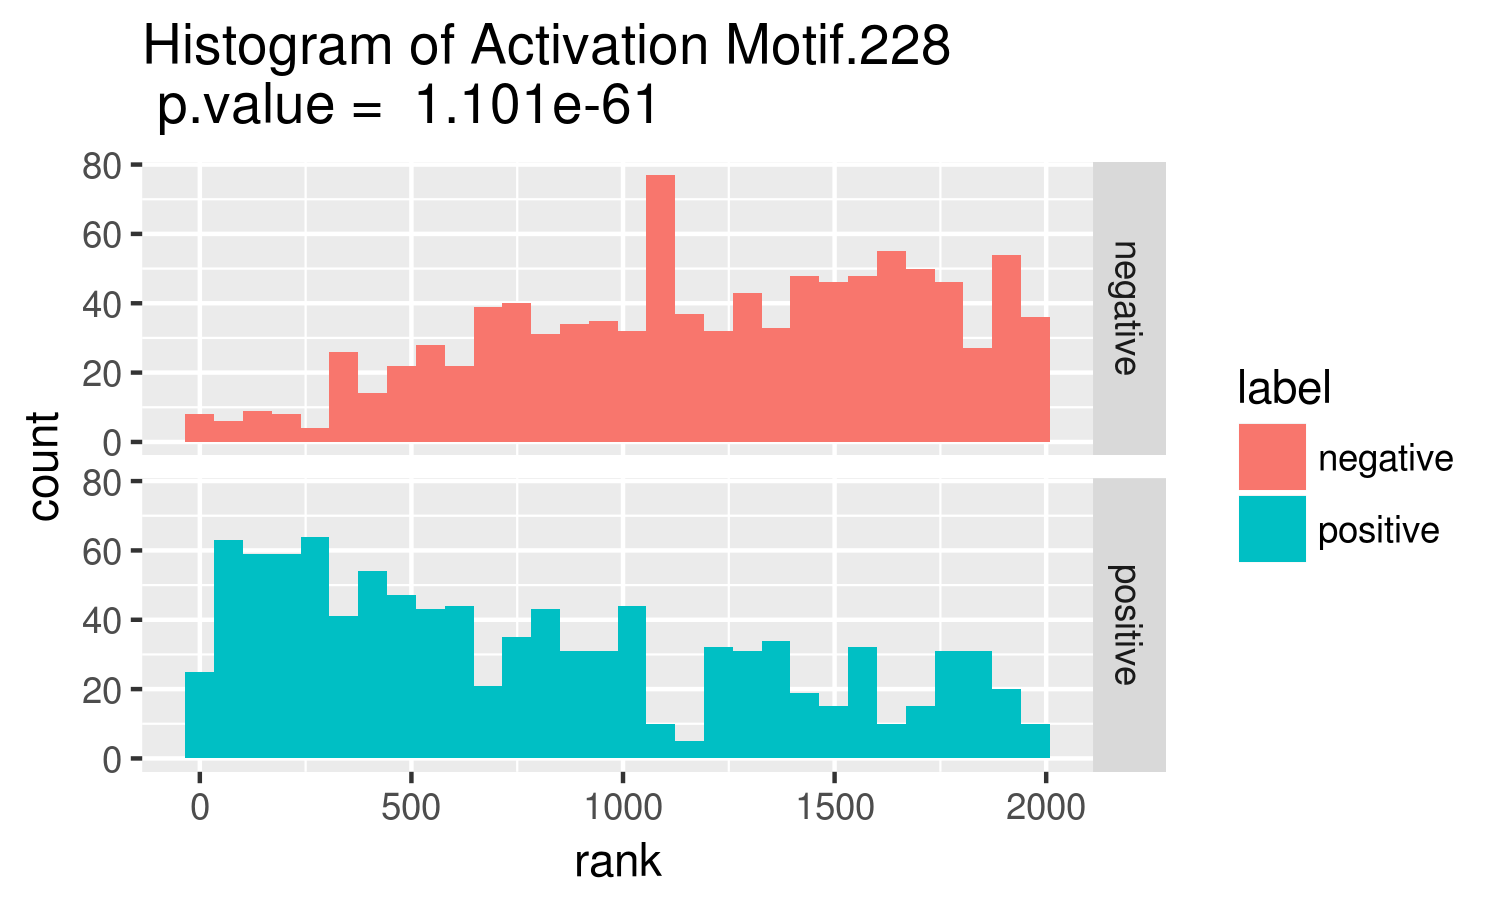 Histogram of Activation Motif.228
p.value = 1.101e-61
80
60
40
20
0
negative
80
60
40
20
0
positive
count
0 500 1000 1500 2000
rank
label
negative
positive